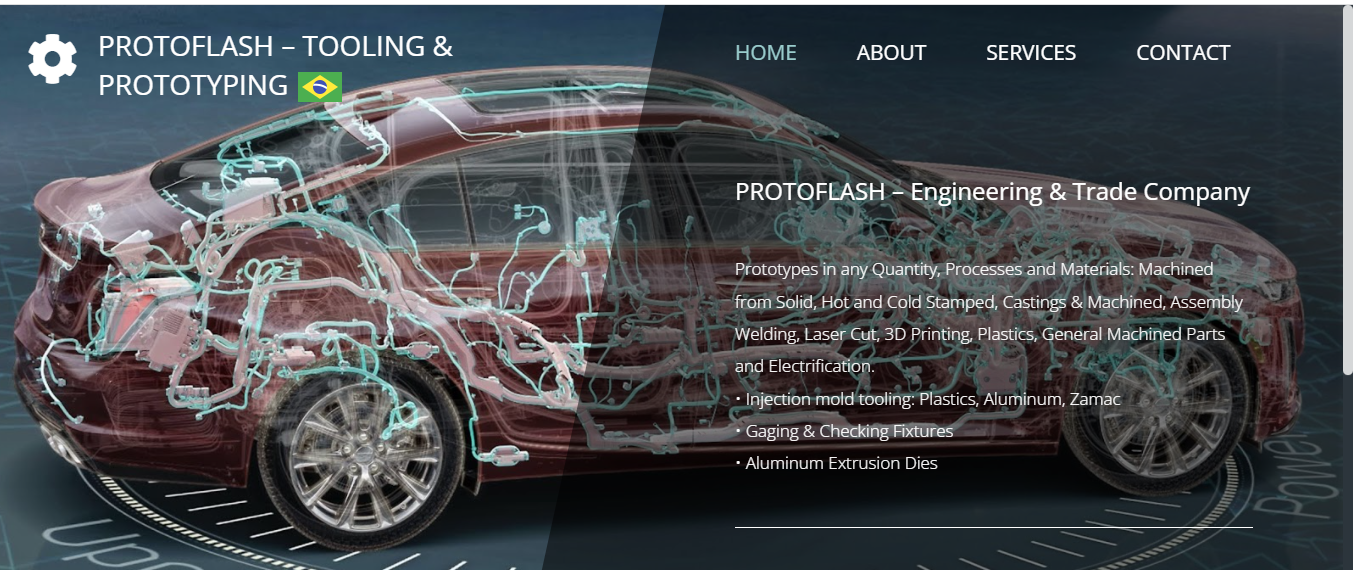 PROTOFLASH – TOOLING &
PROTOTYPING
HOME ABOUT SERVICES CONTACT
PROTOFLASH – Engineering & Trade Company
Prototypes in any Quantity, Processes and Materials: Machined
from Solid, Hot and Cold Stamped, Castings & Machined, Assembly
Welding, Laser Cut, 3D Printing, Plastics, General Machined Parts
and Electrification.
• Injection mold tooling: Plastics, Aluminum, Zamac
• Gaging & Checking Fixtures
• Aluminum Extrusion Dies
Upp
Power